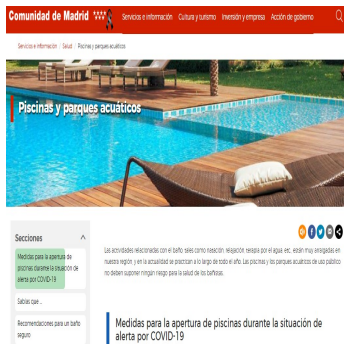 Comunidad de Madrid
Servicios e información Cultura y turismo Inversión y empresa Acción de gobierno
Servicios e información / Salud / Piscinas y parques acuáticos
Piscinas y parques acuáticos
Secciones
Medidas para la apertura de
piscinas durante la situación de
alerta por COVID-19
Sabías que ...
Recomendaciones para un baño
seguro
Las actividades relacionadas con el baño, tales como natación, relajación, terapia por el agua, etc. están muy arraigadas en
nuestra región y en la actualidad se practican a lo largo de todo el año. Las piscinas y los parques acuáticos de uso público
no deben suponer ningún riesgo para la salud de los bañistas.
Medidas para la apertura de piscinas durante la situación de
alerta por COVID-19